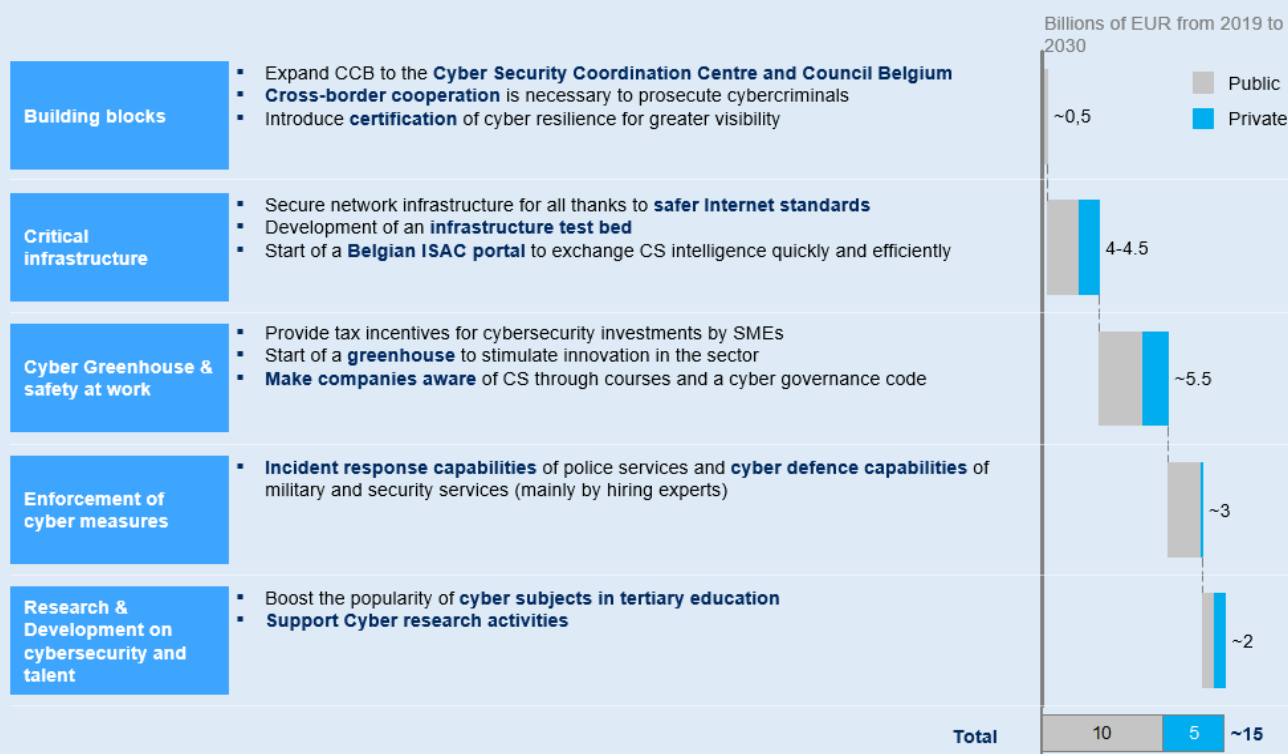 Billions of EUR from 2019 to
2030
Public
Private
Building blocks
▪ Expand CCB to the Cyber Security Coordination Centre and Council Belgium
▪ Cross-border cooperation is necessary to prosecute cybercriminals
▪ Introduce certification of cyber resilience for greater visibility
~0,5
Critical
infrastructure
▪ Secure network infrastructure for all thanks to safer Internet standards
▪ Development of an infrastructure test bed
▪ Start of a Belgian ISAC portal to exchange CS intelligence quickly and efficiently
4-4.5
Cyber Greenhouse &
safety at work
▪ Provide tax incentives for cybersecurity investments by SMEs
▪ Start of a greenhouse to stimulate innovation in the sector
▪ Make companies aware of CS through courses and a cyber governance code
~5.5
Enforcement of
cyber measures
▪ Incident response capabilities of police services and cyber defence capabilities of
military and security services (mainly by hiring experts)
~3
Research &
Development on
cybersecurity and
talent
▪ Boost the popularity of cyber subjects in tertiary education
▪ Support Cyber research activities
~2
Total
10
5
~15